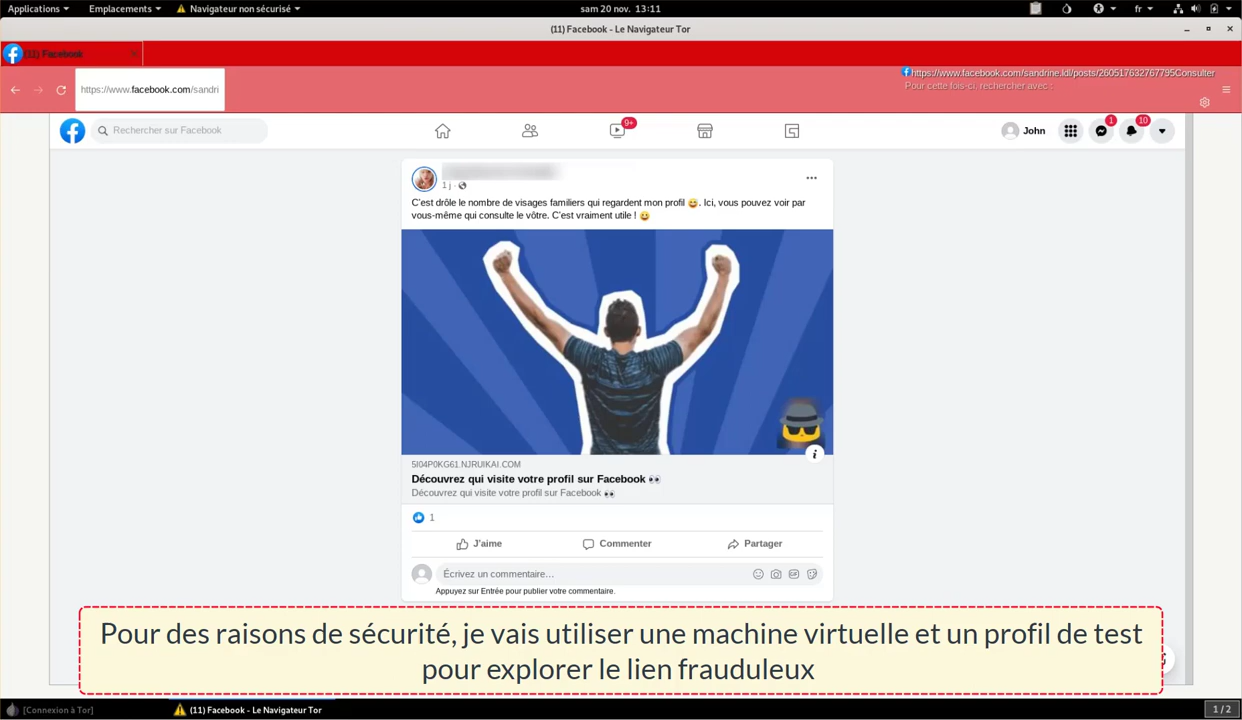 Applications
Emplacements
Navigateur non sécurisé
sam 20 nov. 13:11
fr
(11) Facebook - Le Navigateur Tor
(11) Facebook
https://www.facebook.com/sandri
https://www.facebook.com/sandrine.ldl/posts/260517632767795Consulter
Pour cette fois-ci, rechercher avec :
Rechercher sur Facebook
9+
John
1
10
1 j ·
C'est drôle le nombre de visages familiers qui regardent mon profil 😄. Ici, vous pouvez voir par
vous-même qui consulte le vôtre. C'est vraiment utile ! 😀
5I04P0KG61.NJRUIKAI.COM
Découvrez qui visite votre profil sur Facebook 👀
Découvrez qui visite votre profil sur Facebook 👀
1
J'aime
Commenter
Partager
Écrivez un commentaire…
GIF
Appuyez sur Entrée pour publier votre commentaire.
Pour des raisons de sécurité, je vais utiliser une machine virtuelle et un profil de test
pour explorer le lien frauduleux
[Connexion à Tor]
(11) Facebook - Le Navigateur Tor
1 / 2